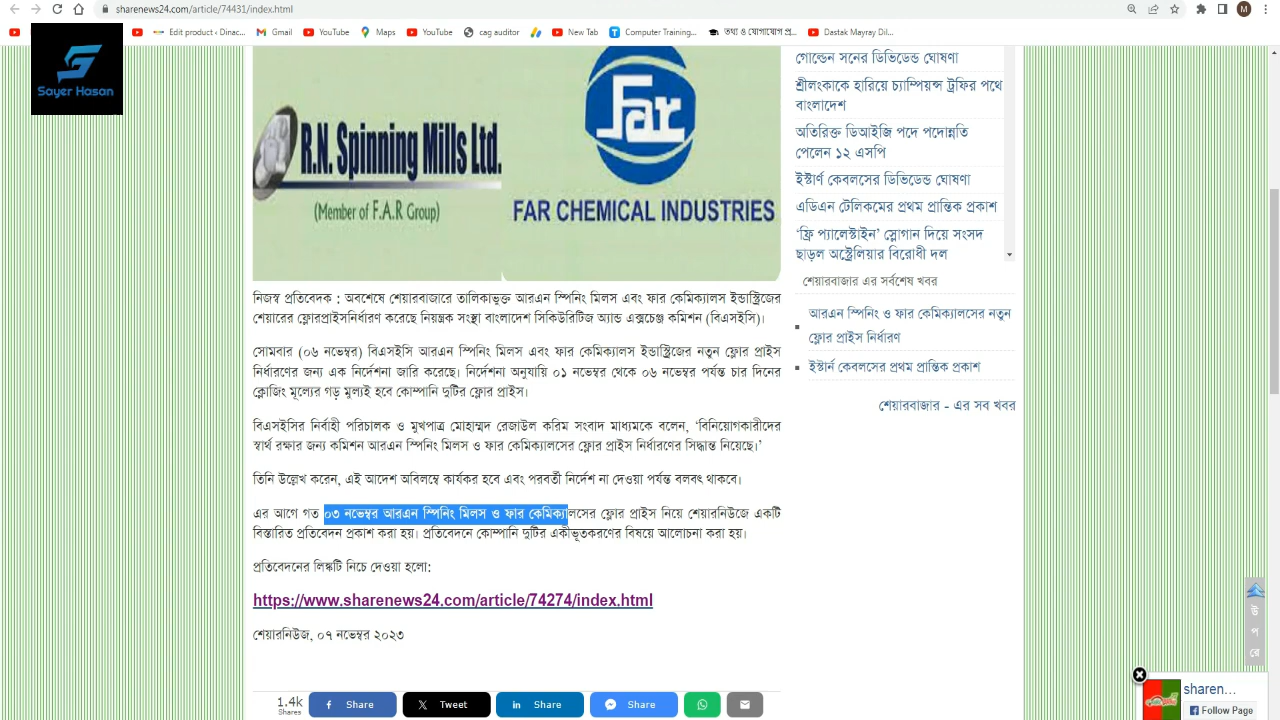 sharenews24.com/article/74431/index.html
M
Edit product ‹ Dinac...
Gmail
YouTube
Maps
YouTube
cag auditor
New Tab
Computer Training...
তথ্য ও যোগাযোগ প্র...
Dastak Mayray Dil...
Sayer Hasan
R.N. Spinning Mills Ltd.
(Member of F.A.R Group)
Far
FAR CHEMICAL INDUSTRIES
নিজস্ব প্রতিবেদক : অবশেষে শেয়ারবাজারে তালিকাভুক্ত আরএন স্পিনিং মিলস এবং ফার কেমিক্যালস ইন্ডাস্ট্রিজের
শেয়ারের ফ্লোরপ্রাইসনির্ধারণ করেছে নিয়ন্ত্রক সংস্থা বাংলাদেশ সিকিউরিটিজ অ্যান্ড এক্সচেঞ্জ কমিশন (বিএসইসি)।
সোমবার (০৬ নভেম্বর) বিএসইসি আরএন স্পিনিং মিলস এবং ফার কেমিক্যালস ইন্ডাস্ট্রিজের নতুন ফ্লোর প্রাইস
নির্ধারণের জন্য এক নির্দেশনা জারি করেছে। নির্দেশনা অনুযায়ি ০১ নভেম্বর থেকে ০৬ নভেম্বর পর্যন্ত চার দিনের
ক্লোজিং মূল্যের গড় মুল্যই হবে কোম্পানি দুটির ফ্লোর প্রাইস।
বিএসইসির নির্বাহী পরিচালক ও মুখপাত্র মোহাম্মদ রেজাউল করিম সংবাদ মাধ্যমকে বলেন, ‘বিনিয়োগকারীদের
স্বার্থ রক্ষার জন্য কমিশন আরএন স্পিনিং মিলস ও ফার কেমিক্যালসের ফ্লোর প্রাইস নির্ধারণের সিদ্ধান্ত নিয়েছে।’
তিনি উল্লেখ করেন, এই আদেশ অবিলম্বে কার্যকর হবে এবং পরবর্তী নির্দেশ না দেওয়া পর্যন্ত বলবৎ থাকবে।
এর আগে গত ০৩ নভেম্বর আরএন স্পিনিং মিলস ও ফার কেমিক্যালসের ফ্লোর প্রাইস নিয়ে শেয়ারনিউজে একটি
বিস্তারিত প্রতিবেদন প্রকাশ করা হয়। প্রতিবেদনে কোম্পানি দুটির একীভূতকরণের বিষয়ে আলোচনা করা হয়।
প্রতিবেদনের লিঙ্কটি নিচে দেওয়া হলো:
https://www.sharenews24.com/article/74274/index.html
শেয়ারনিউজ, ০৭ নভেম্বর ২০২৩
1.4k
Shares
Share
Tweet
Share
Share
গোল্ডেন সনের ডিভিডেন্ড ঘোষণা
শ্রীলংকাকে হারিয়ে চ্যাম্পিয়ন্স ট্রফির পথে
বাংলাদেশ
অতিরিক্ত ডিআইজি পদে পদোন্নতি
পেলেন ১২ এসপি
ইস্টার্ণ কেবলসের ডিভিডেন্ড ঘোষণা
এডিএন টেলিকমের প্রথম প্রান্তিক প্রকাশ
‘ফ্রি প্যালেস্টাইন’ স্লোগান দিয়ে সংসদ
ছাড়ল অস্ট্রেলিয়ার বিরোধী দল
শেয়ারবাজার এর সর্বশেষ খবর
আরএন স্পিনিং ও ফার কেমিক্যালসের নতুন
ফ্লোর প্রাইস নির্ধারণ
ইস্টার্ন কেবলসের প্রথম প্রান্তিক প্রকাশ
শেয়ারবাজার - এর সব খবর
উ
প
রে
sharen...
Follow Page